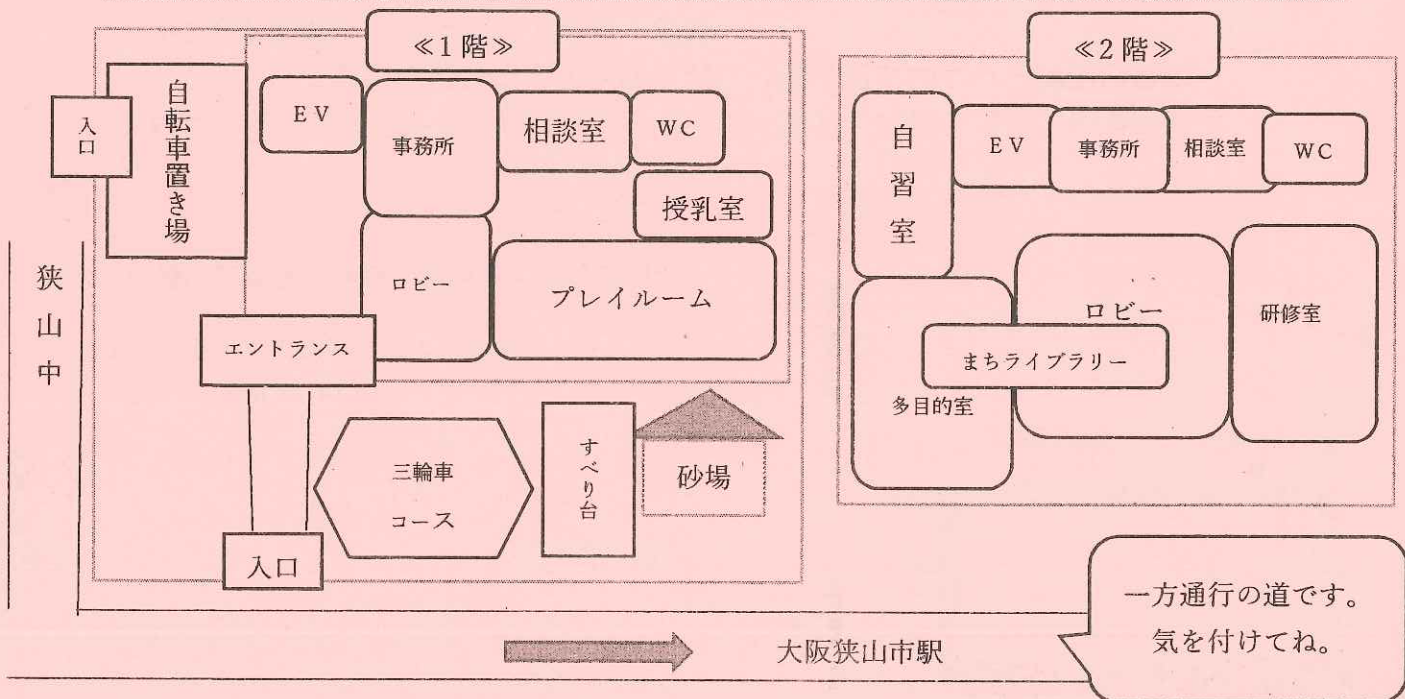 ≪1階≫
入口
自転車置き場
EV
事務所
相談室
WC
授乳室
ロビー
プレイルーム
エントランス
狭山中
三輪車
コース
すべり台
砂場
入口
≪2階≫
自習室
EV
事務所
相談室
WC
ロビー
研修室
まちライブラリー
多目的室
一方通行の道です。
気を付けてね。
大阪狭山市駅